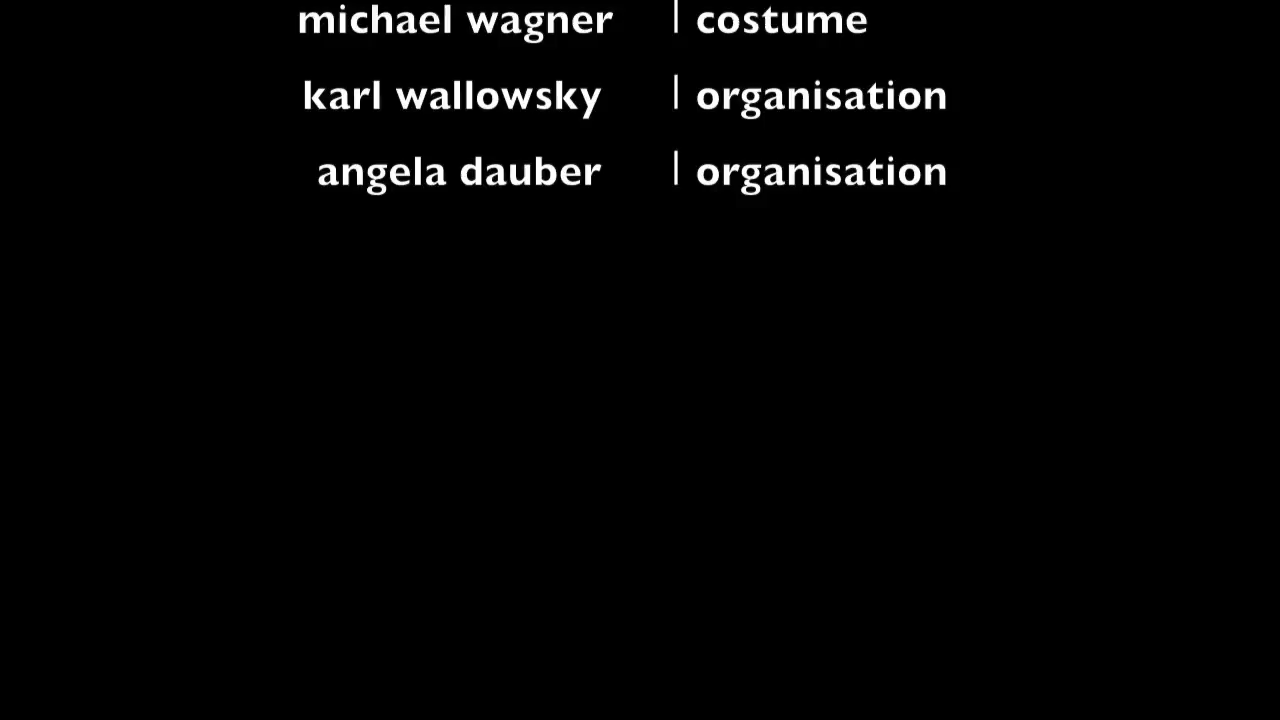 michael wagner | costume
karl wallowsky | organisation
angela dauber | organisation